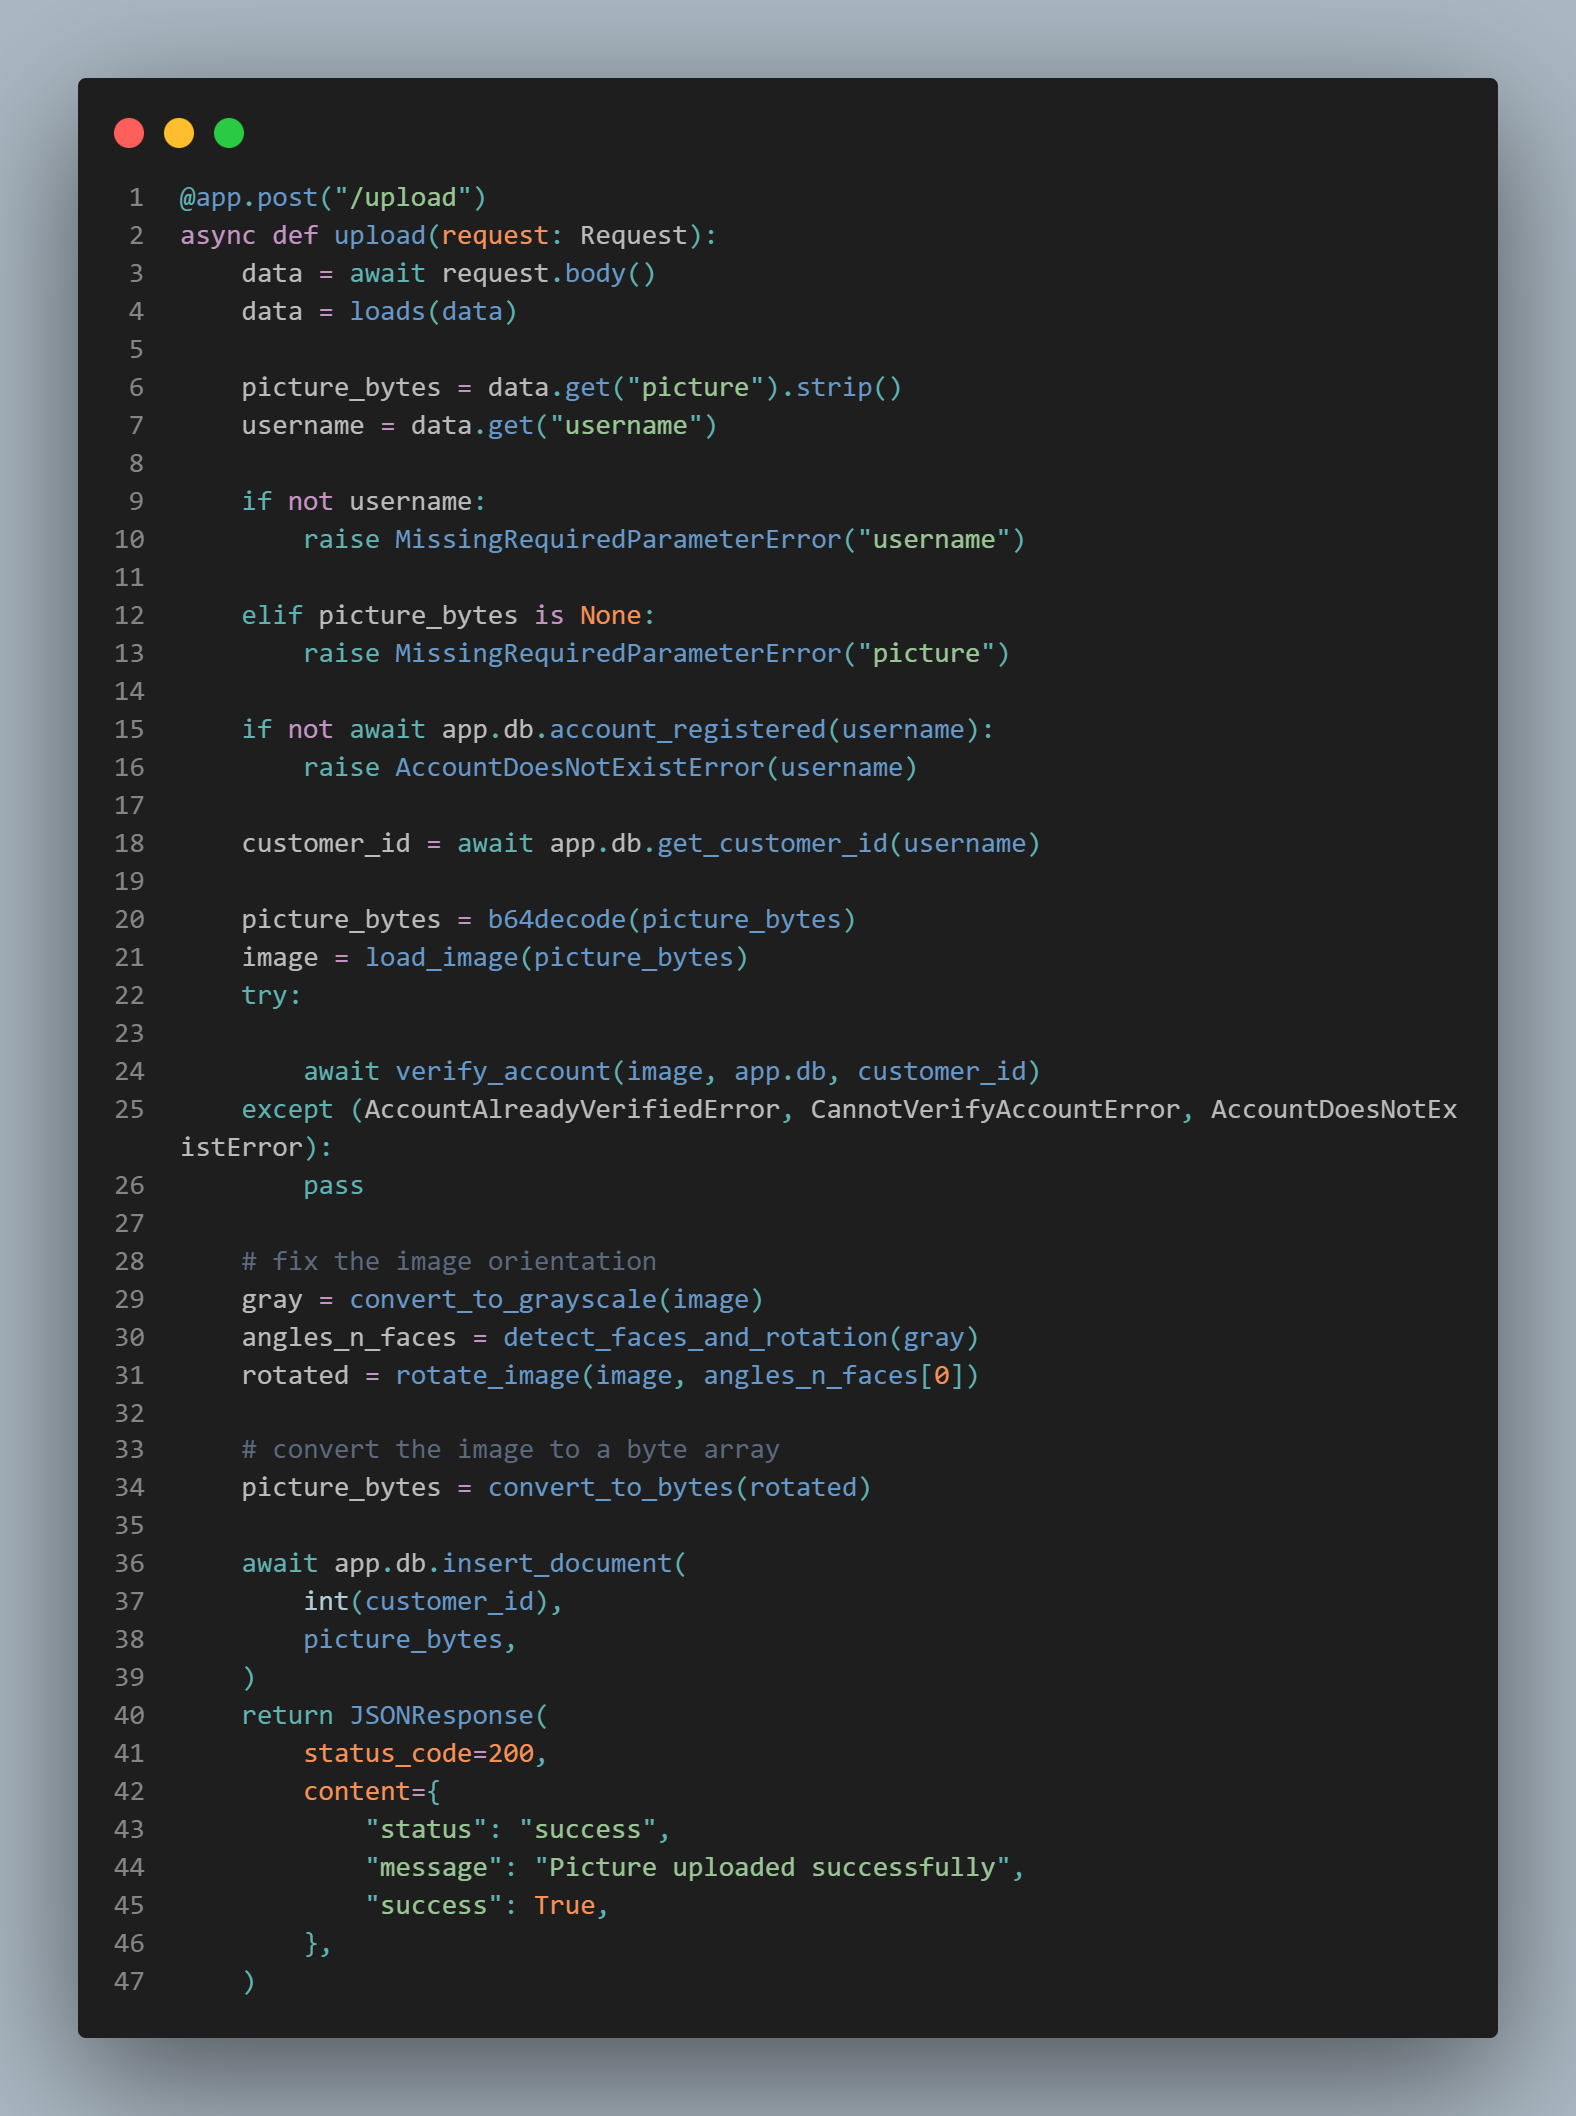 1 @app.post("/upload")
2 async def upload(request: Request):
3     data = await request.body()
4     data = loads(data)
5
6     picture_bytes = data.get("picture").strip()
7     username = data.get("username")
8
9     if not username:
10         raise MissingRequiredParameterError("username")
11
12     elif picture_bytes is None:
13         raise MissingRequiredParameterError("picture")
14
15     if not await app.db.account_registered(username):
16         raise AccountDoesNotExistError(username)
17
18     customer_id = await app.db.get_customer_id(username)
19
20     picture_bytes = b64decode(picture_bytes)
21     image = load_image(picture_bytes)
22     try:
23
24         await verify_account(image, app.db, customer_id)
25     except (AccountAlreadyVerifiedError, CannotVerifyAccountError, AccountDoesNotEx
istError):
26         pass
27
28     # fix the image orientation
29     gray = convert_to_grayscale(image)
30     angles_n_faces = detect_faces_and_rotation(gray)
31     rotated = rotate_image(image, angles_n_faces[0])
32
33     # convert the image to a byte array
34     picture_bytes = convert_to_bytes(rotated)
35
36     await app.db.insert_document(
37         int(customer_id),
38         picture_bytes,
39     )
40     return JSONResponse(
41         status_code=200,
42         content={
43             "status": "success",
44             "message": "Picture uploaded successfully",
45             "success": True,
46         },
47     )